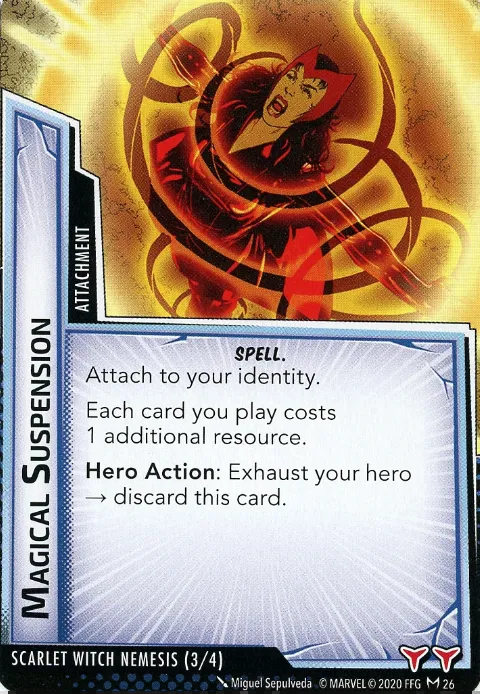 MAGICAL SUSPENSION
ATTACHMENT
SPELL.
Attach to your identity.
Each card you play costs
1 additional resource.
Hero Action: Exhaust your hero
→ discard this card.
SCARLET WITCH NEMESIS (3/4)
Miguel Sepulveda © MARVEL © 2020 FFG M 26